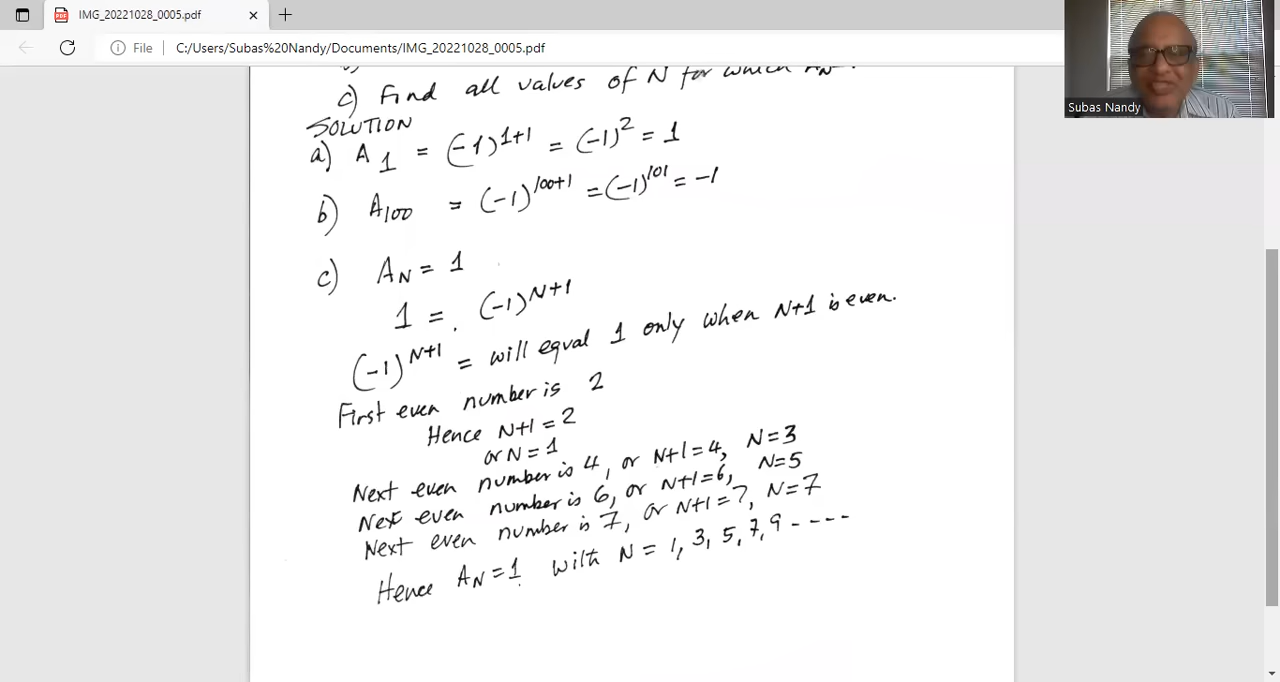 IMG_20221028_0005.pdf
File
C:/Users/Subas%20Nandy/Documents/IMG_20221028_0005.pdf
Subas Nandy
c) Find all values of N for which AN
SOLUTION
a) A1 = (-1)^1+1 = (-1)^2 = 1
b) A100 = (-1)^100+1 = (-1)^101 = -1
c) AN = 1
1 = (-1)^N+1
(-1)^N+1 = will equal 1 only when N+1 is even.
First even number is 2
Hence N+1 = 2
or N = 1
Next even number is 4, or N+1 = 4, N = 3
Next even number is 6, or N+1 = 6, N = 5
Next even number is 7, or N+1 = ?, N = 7
Hence AN = 1 with N = 1, 3, 5, 7, 9 - - - -